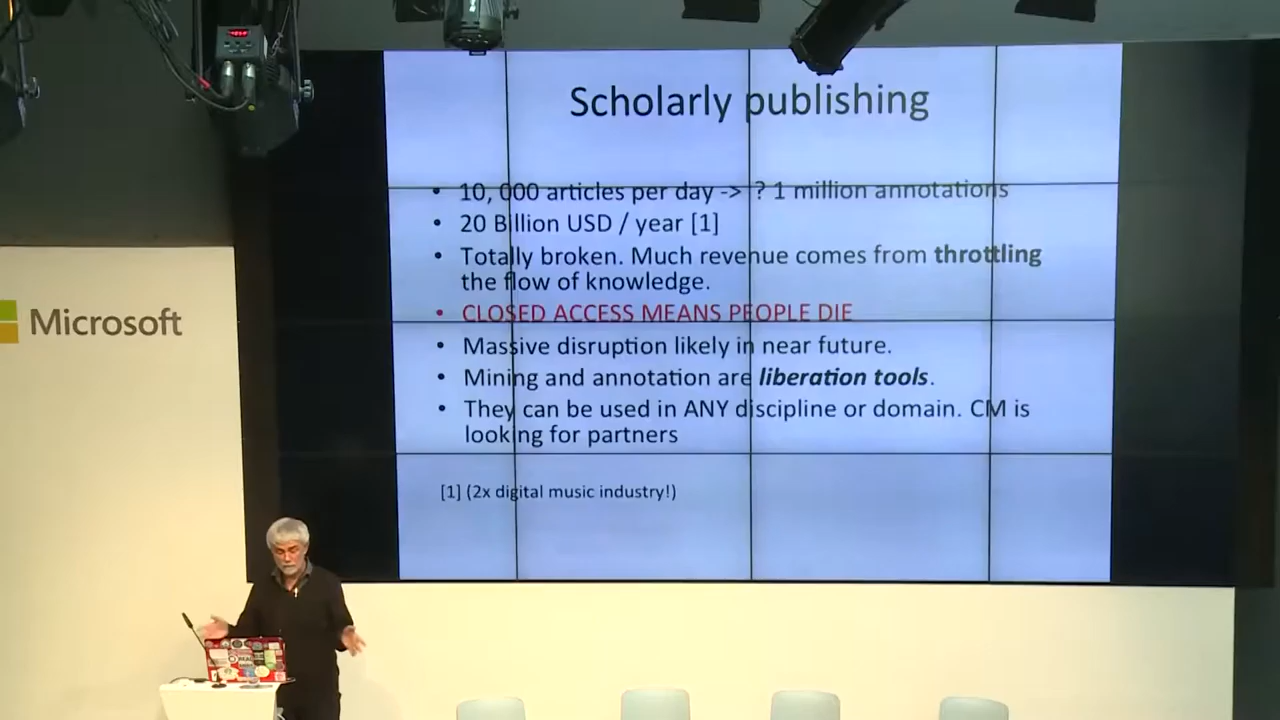 Scholarly publishing
• 10, 000 articles per day -> ? 1 million annotations
• 20 Billion USD / year [1]
• Totally broken. Much revenue comes from throttling
the flow of knowledge.
• CLOSED ACCESS MEANS PEOPLE DIE
• Massive disruption likely in near future.
• Mining and annotation are liberation tools.
• They can be used in ANY discipline or domain. CM is
looking for partners
[1] (2x digital music industry!)
Microsoft